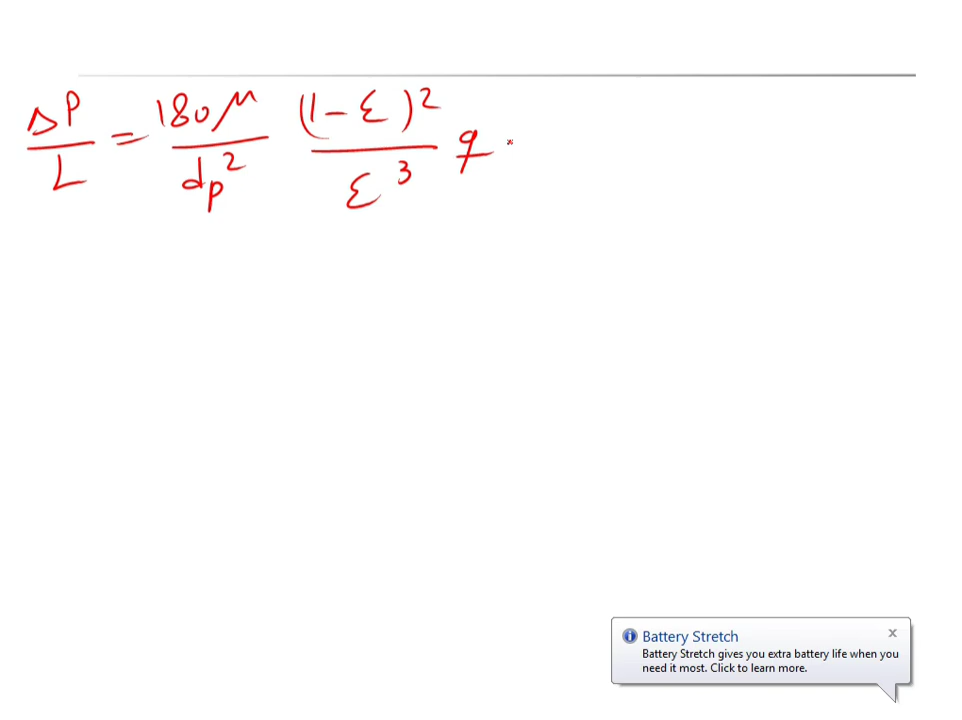 ΔP/L = 180μ/dp² (1-ε)²/ε³ q
Battery Stretch x
Battery Stretch gives you extra battery life when you
need it most. Click to learn more.